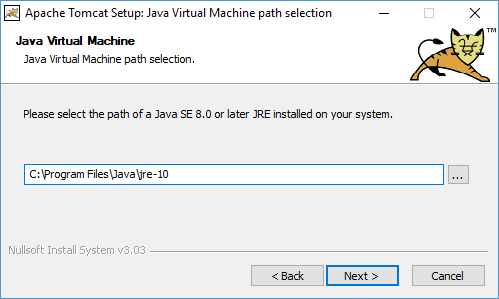 Apache Tomcat Setup: Java Virtual Machine path selection
Java Virtual Machine
Java Virtual Machine path selection.
TM
Please select the path of a Java SE 8.0 or later JRE installed on your system.
C:\Program Files\Java\jre-10
...
Nullsoft Install System v3.03
< Back
Next >
Cancel